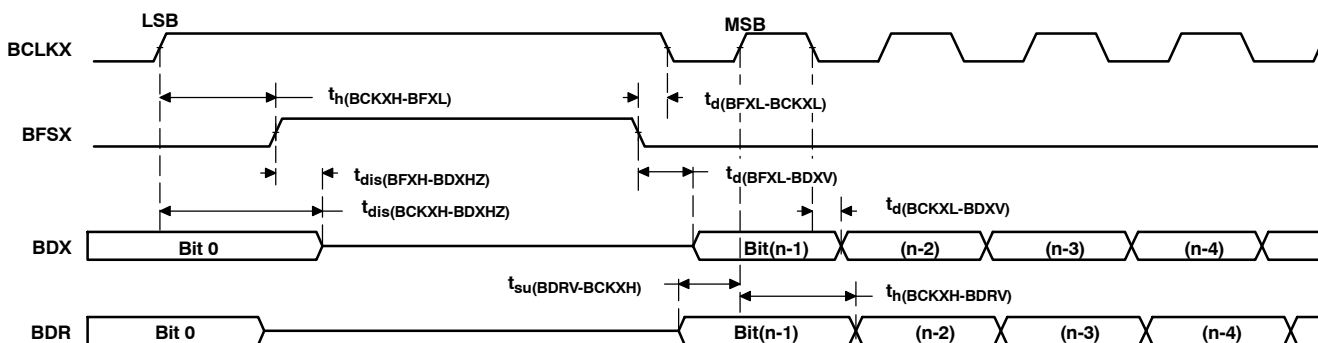 LSB MSB
BCLKX
th(BCKXH-BFXL) td(BFXL-BCKXL)
BFSX
tdis(BFXH-BDXHZ) td(BFXL-BDXV)
tdis(BCKXH-BDXHZ) td(BCKXL-BDXV)
BDX Bit 0 Bit(n-1) (n-2) (n-3) (n-4)
tsu(BDRV-BCKXH) th(BCKXH-BDRV)
BDR Bit 0 Bit(n-1) (n-2) (n-3) (n-4)